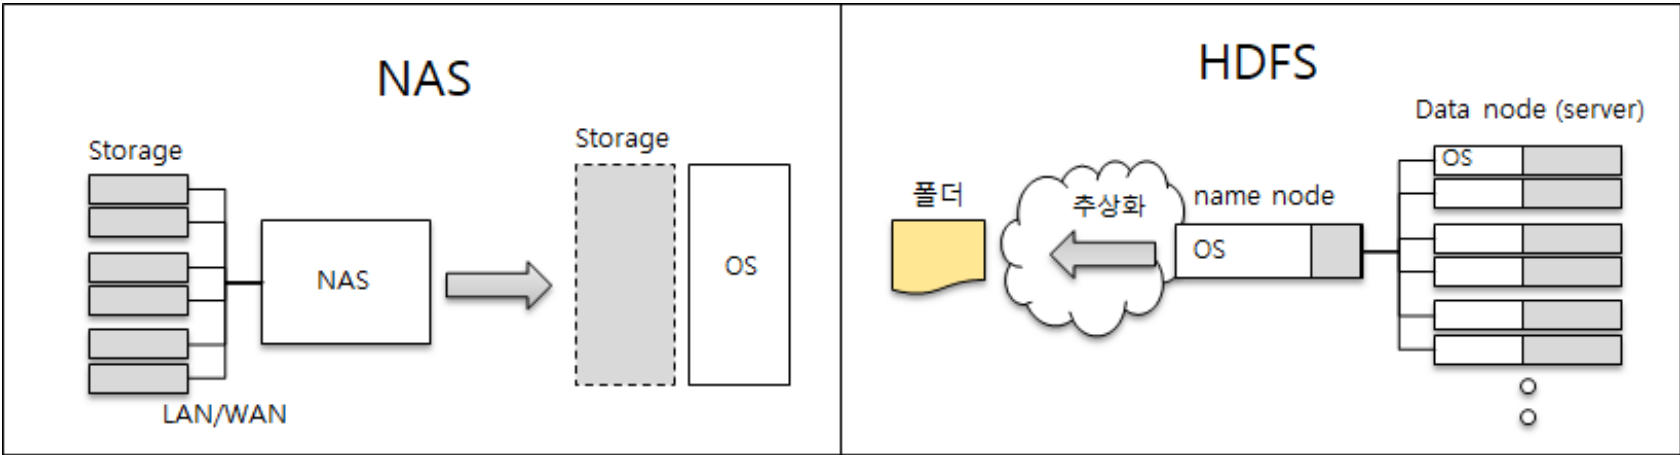 NAS
Storage
NAS
LAN/WAN
Storage
OS
HDFS
Data node (server)
OS
폴더
추상화
name node
OS